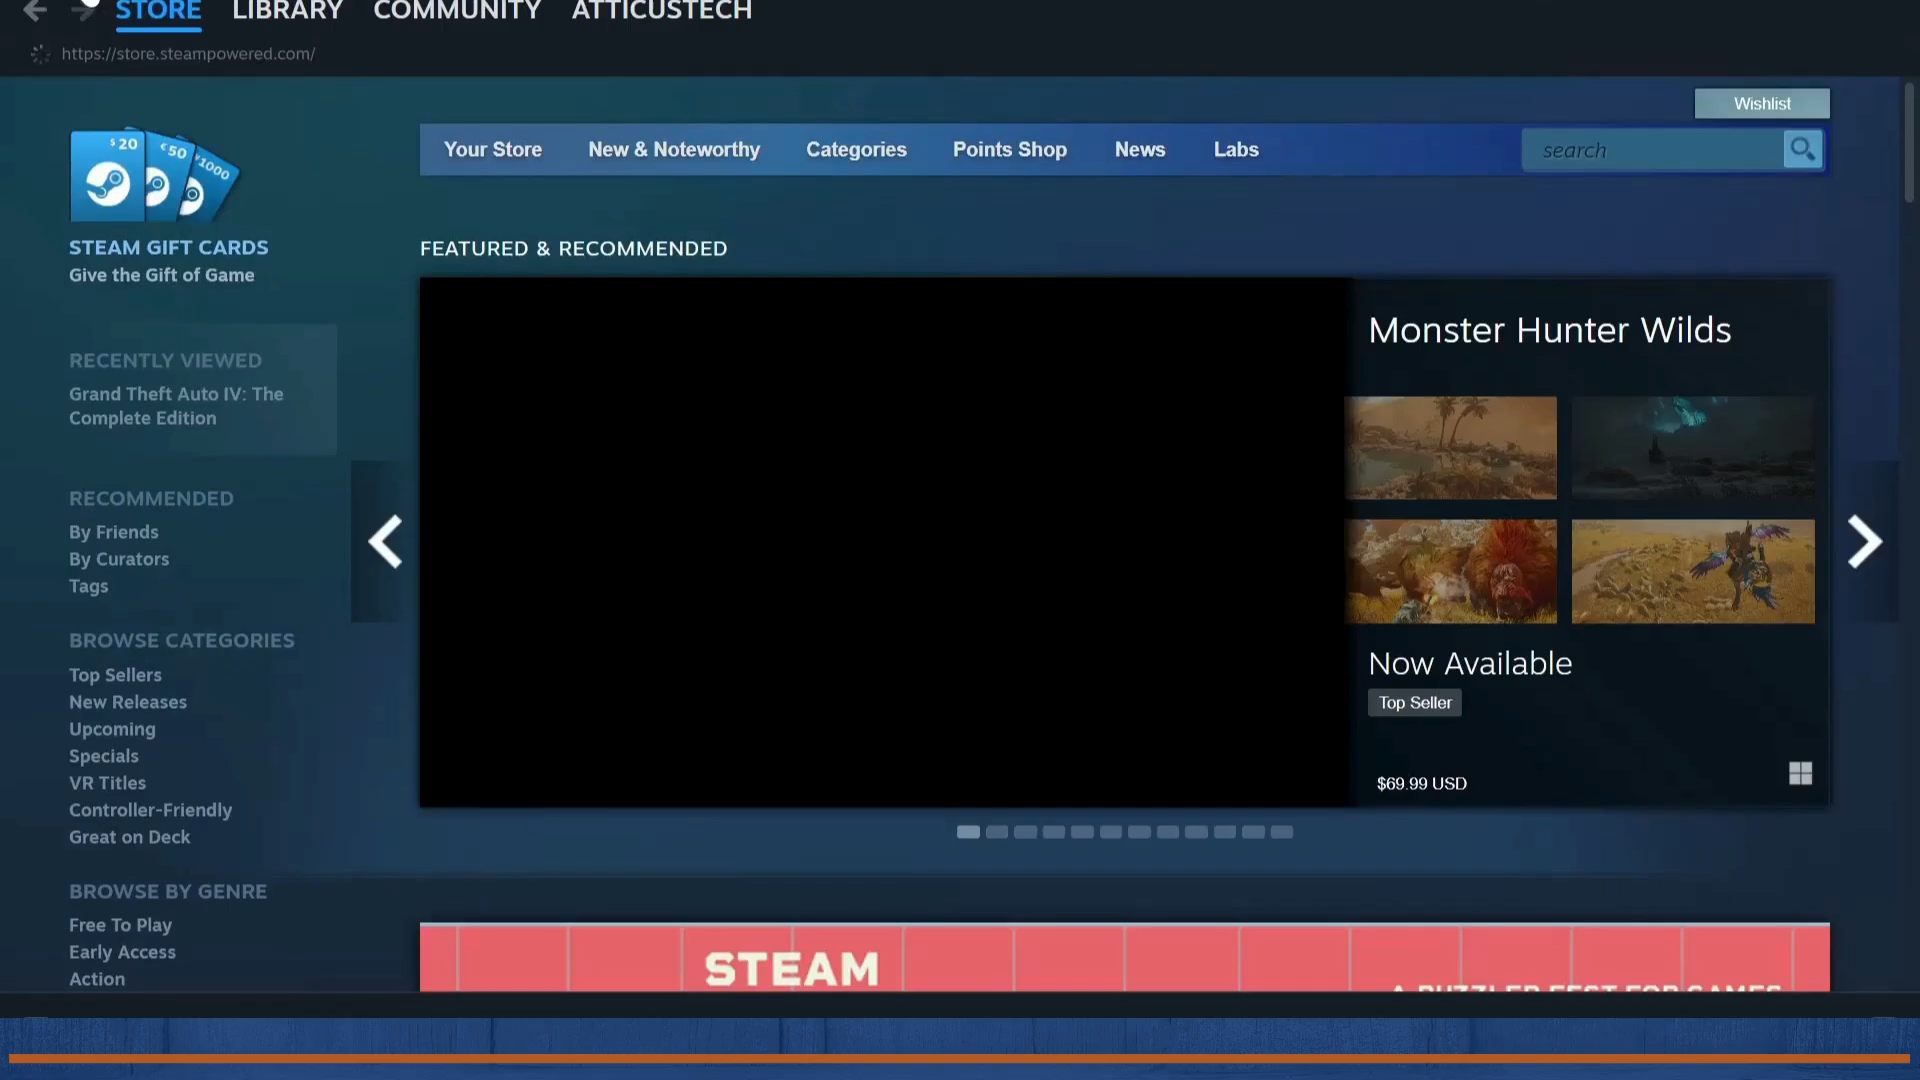 STORE LIBRARY COMMUNITY ATTICUSTECH
https://store.steampowered.com/
Wishlist
Your Store New & Noteworthy Categories Points Shop News Labs search
$20 €50 ¥1000
STEAM GIFT CARDS
Give the Gift of Game
FEATURED & RECOMMENDED
Monster Hunter Wilds
RECENTLY VIEWED
Grand Theft Auto IV: The
Complete Edition
RECOMMENDED
By Friends
By Curators
Tags
BROWSE CATEGORIES
Top Sellers
New Releases
Upcoming
Specials
VR Titles
Controller-Friendly
Great on Deck
Now Available
Top Seller
$69.99 USD
BROWSE BY GENRE
Free To Play
Early Access
Action
STEAM
A PUZZLER FEST FOR GAMES